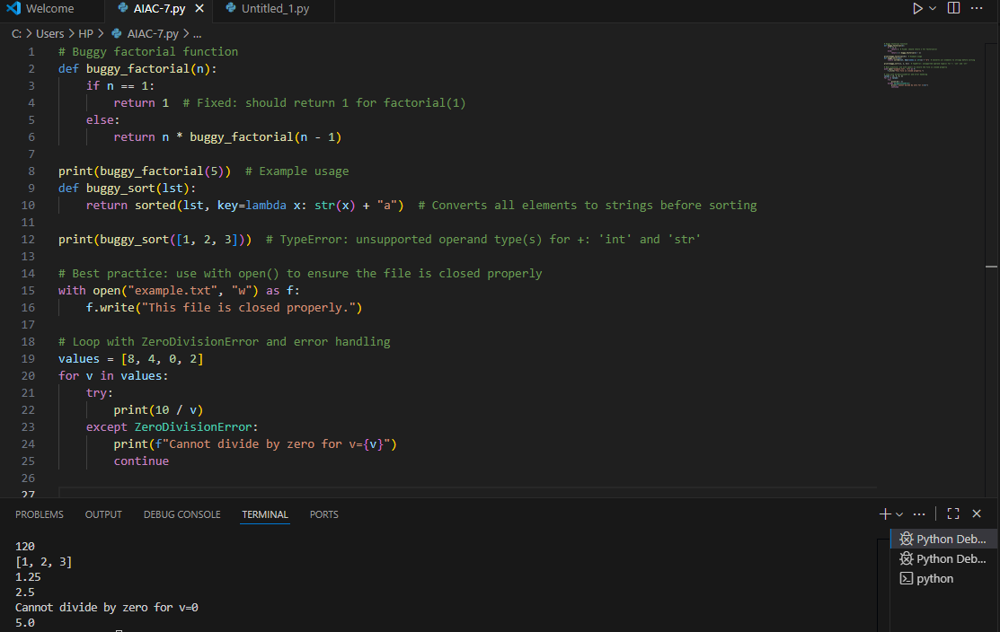 Welcome AIAC-7.py Untitled_1.py
C: > Users > HP > AIAC-7.py > ...
1 # Buggy factorial function
2 def buggy_factorial(n):
3 if n == 1:
4 return 1 # Fixed: should return 1 for factorial(1)
5 else:
6 return n * buggy_factorial(n - 1)
7
8 print(buggy_factorial(5)) # Example usage
9 def buggy_sort(lst):
10 return sorted(lst, key=lambda x: str(x) + "a") # Converts all elements to strings before sorting
11
12 print(buggy_sort([1, 2, 3])) # TypeError: unsupported operand type(s) for +: 'int' and 'str'
13
14 # Best practice: use with open() to ensure the file is closed properly
15 with open("example.txt", "w") as f:
16 f.write("This file is closed properly.")
17
18 # Loop with ZeroDivisionError and error handling
19 values = [8, 4, 0, 2]
20 for v in values:
21 try:
22 print(10 / v)
23 except ZeroDivisionError:
24 print(f"Cannot divide by zero for v={v}")
25 continue
26
27
PROBLEMS OUTPUT DEBUG CONSOLE TERMINAL PORTS
120
[1, 2, 3]
1.25
2.5
Cannot divide by zero for v=0
5.0
Python Deb...
Python Deb...
python